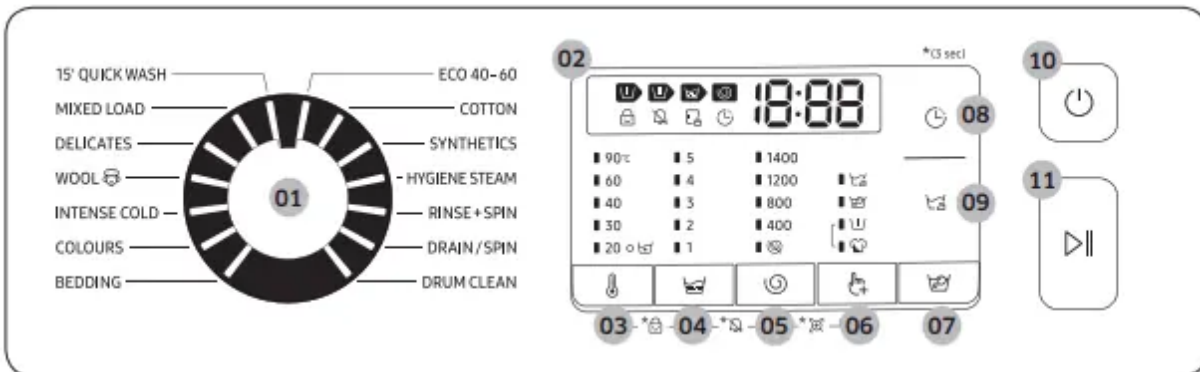 15' QUICK WASH
MIXED LOAD
DELICATES
WOOL
INTENSE COLD
COLOURS
BEDDING
ECO 40-60
COTTON
SYNTHETICS
HYGIENE STEAM
RINSE+SPIN
DRAIN/SPIN
DRUM CLEAN
01
02
*(3 sec)
18:88
08
90℃ 5 1400
60 4 1200
40 3 800
30 2 400
20 1
09
03 * 04 * 05 * 06 07
10
11